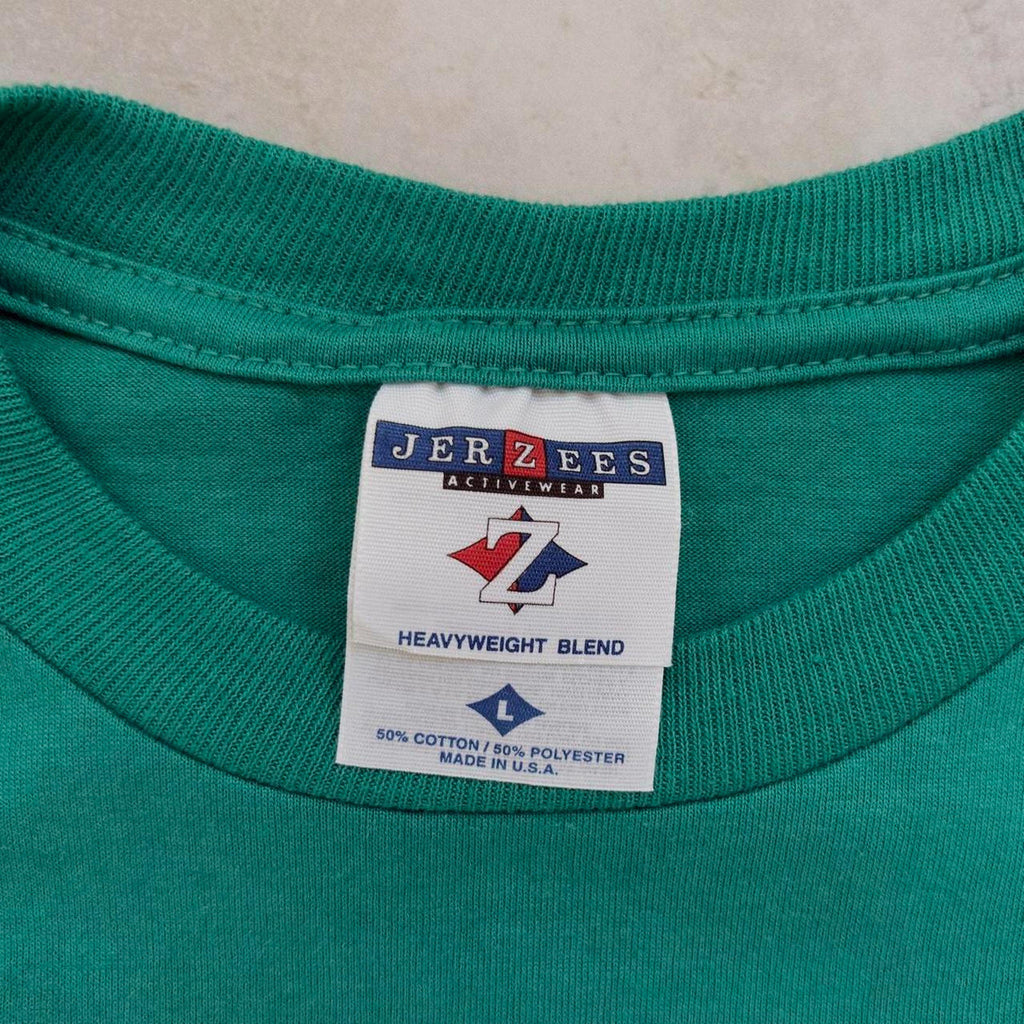 JERZEES
ACTIVEWEAR
Z
HEAVYWEIGHT BLEND
L
50% COTTON / 50% POLYESTER
MADE IN U.S.A.